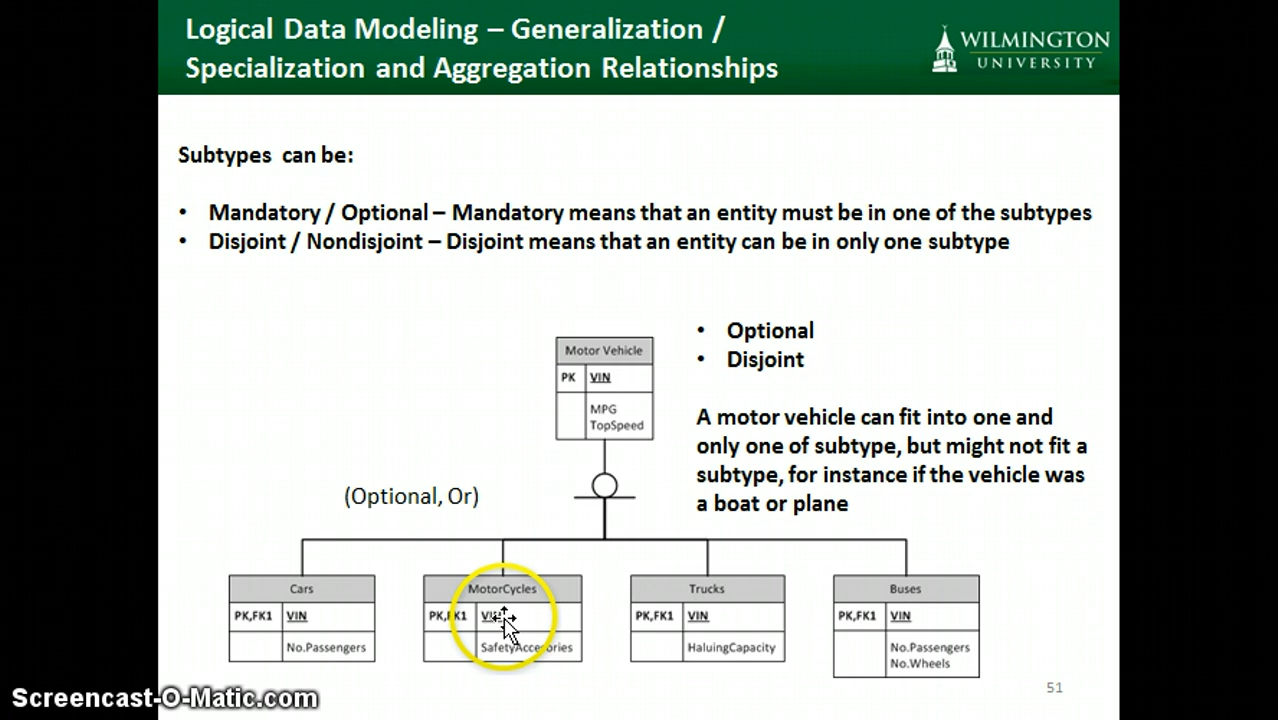 Logical Data Modeling – Generalization /
Specialization and Aggregation Relationships
WILMINGTON
UNIVERSITY
Subtypes can be:
• Mandatory / Optional – Mandatory means that an entity must be in one of the subtypes
• Disjoint / Nondisjoint – Disjoint means that an entity can be in only one subtype
• Optional
• Disjoint
A motor vehicle can fit into one and
only one of subtype, but might not fit a
subtype, for instance if the vehicle was
a boat or plane
Motor Vehicle
PK VIN
MPG
TopSpeed
(Optional, Or)
Cars
PK,FK1 VIN
No.Passengers
MotorCycles
PK,FK1 VIN
SafetyAccesories
Trucks
PK,FK1 VIN
HaluingCapacity
Buses
PK,FK1 VIN
No.Passengers
No.Wheels
51
Screencast-O-Matic.com